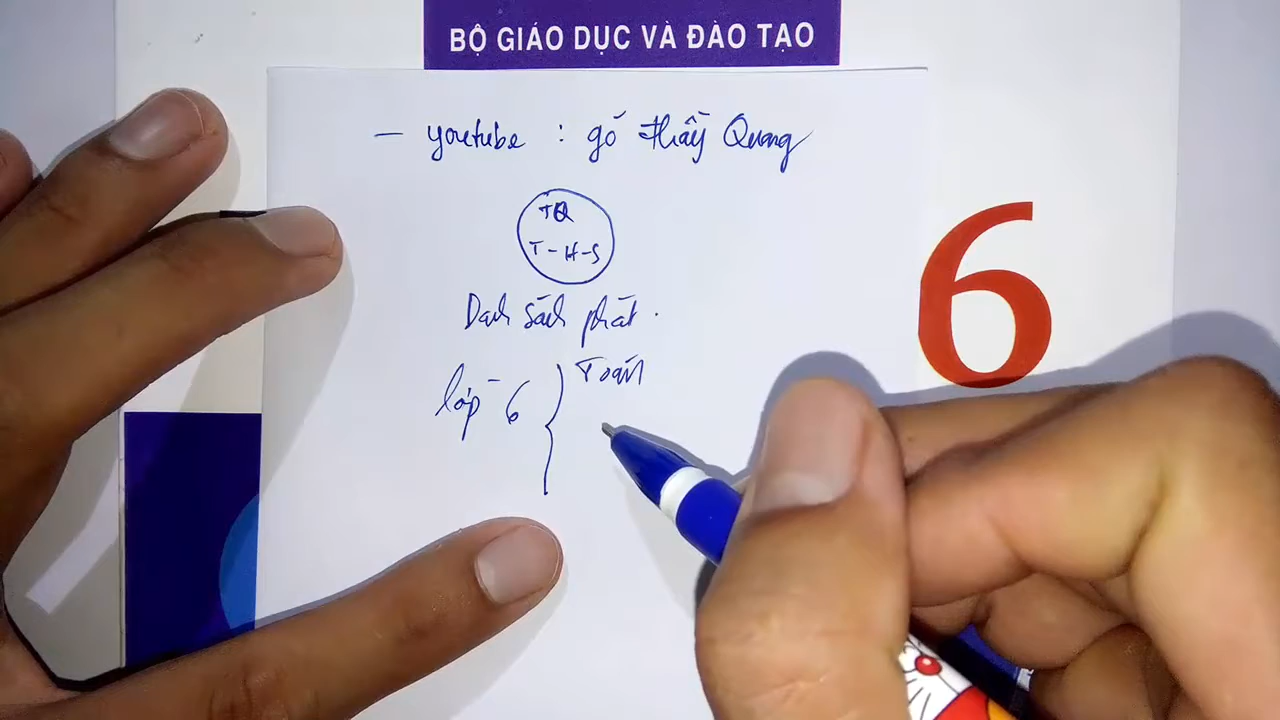 BỘ GIÁO DỤC VÀ ĐÀO TẠO
– youtube : gõ thầy Quang
TQ
T-H-S
Danh sách phát.
lớp 6 { Toán
6